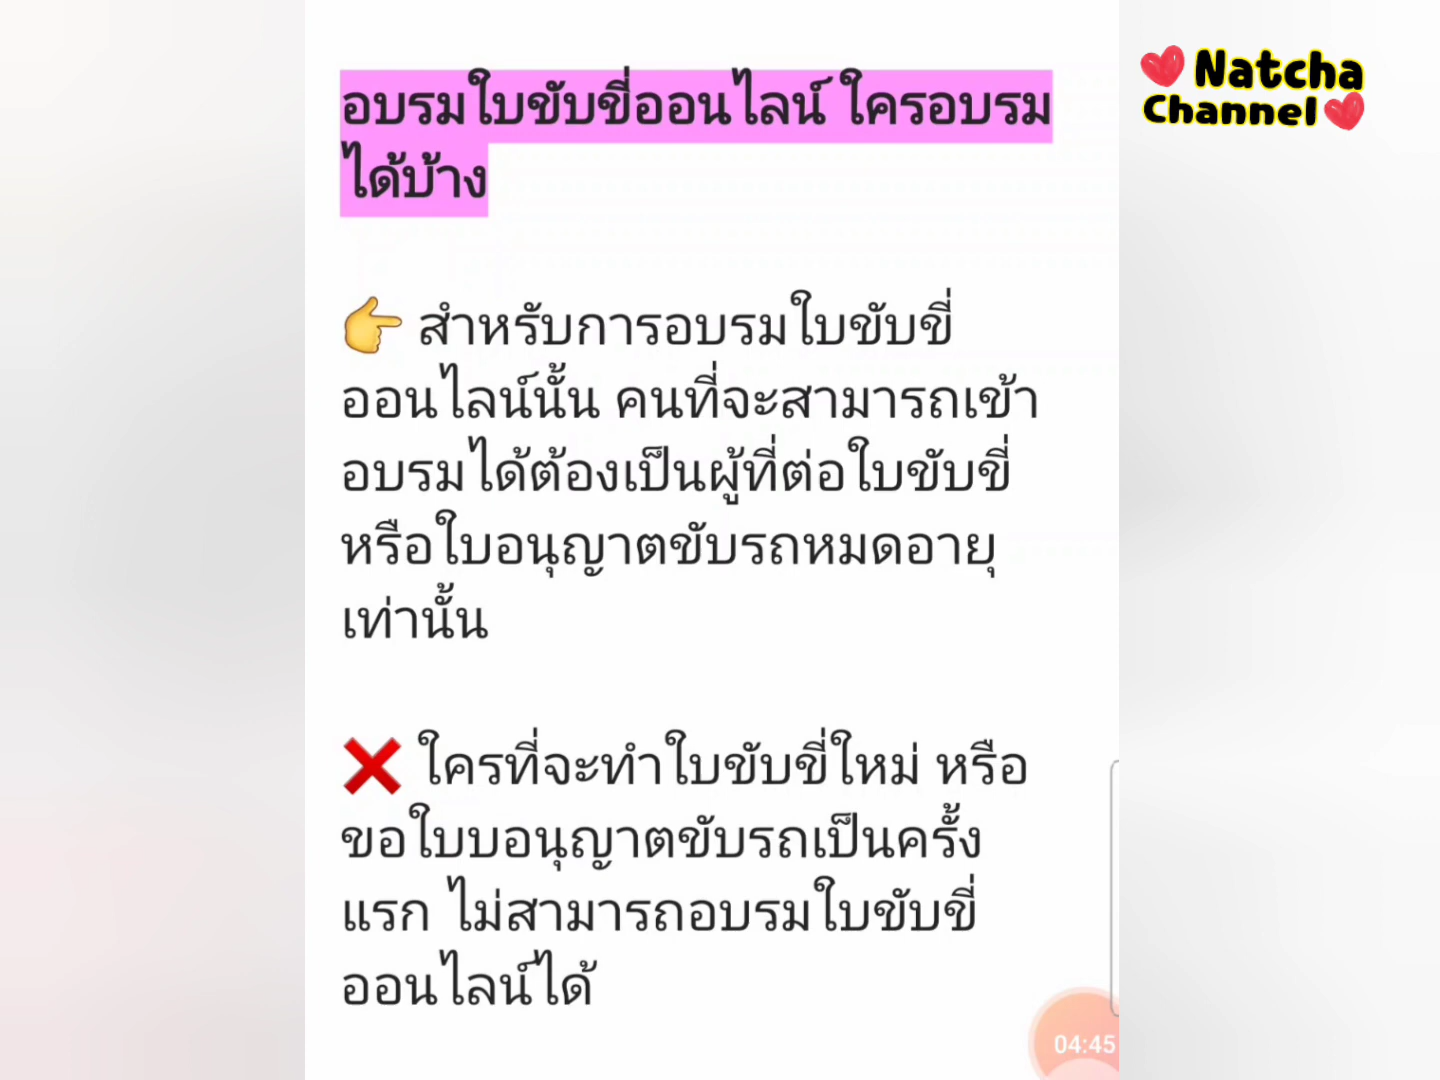 อบรมใบขับขี่ออนไลน์ ใครอบรม
ได้บ้าง
👉 สำหรับการอบรมใบขับขี่
ออนไลน์นั้น คนที่จะสามารถเข้า
อบรมได้ต้องเป็นผู้ที่ต่อใบขับขี่
หรือใบอนุญาตขับรถหมดอายุ
เท่านั้น
❌ ใครที่จะทำใบขับขี่ใหม่ หรือ
ขอใบบอนุญาตขับรถเป็นครั้ง
แรก ไม่สามารถอบรมใบขับขี่
ออนไลน์ได้
Natcha
Channel
04:45